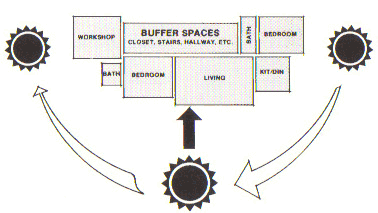 WORKSHOP
BUFFER SPACES
CLOSET, STAIRS, HALLWAY, ETC.
BATH
BEDROOM
BATH
BEDROOM
LIVING
KIT/DIN